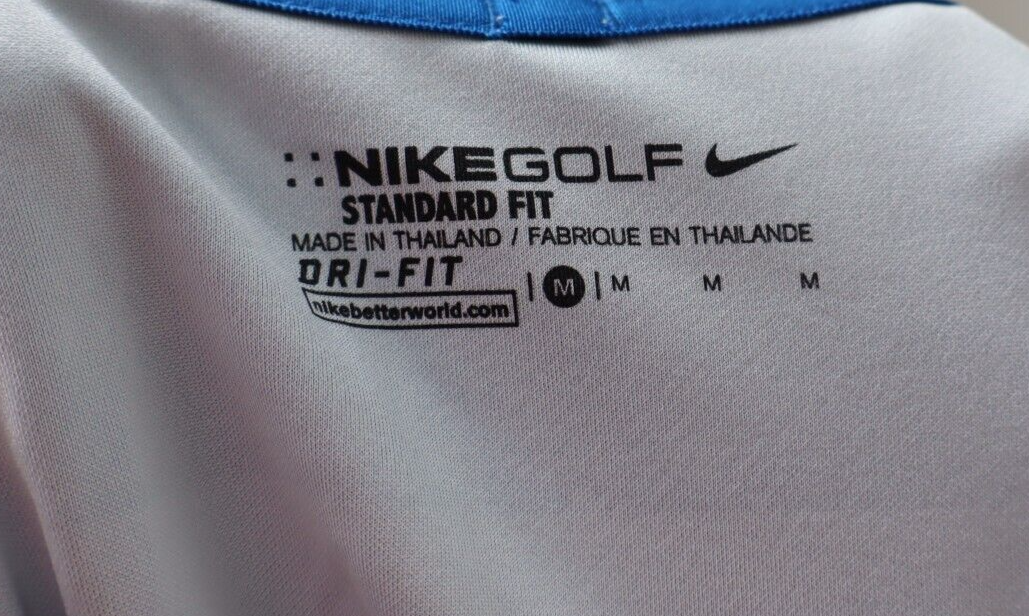 ::NIKEGOLF
STANDARD FIT
MADE IN THAILAND / FABRIQUE EN THAILANDE
DRI-FIT
| M | M M M
nikebetterworld.com